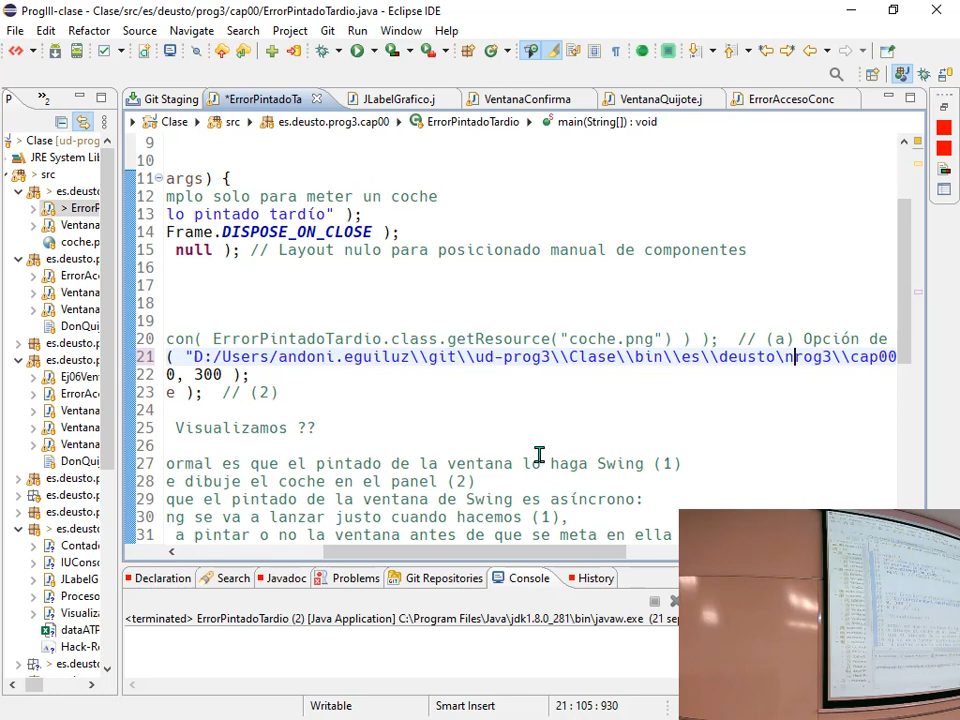 ProgIII-clase - Clase/src/es/deusto/prog3/cap00/ErrorPintadoTardio.java - Eclipse IDE
File Edit Refactor Source Navigate Search Project Git Run Window Help
P
»2
Git Staging
*ErrorPintadoTa
JLabelGrafico.j
VentanaConfirma
VentanaQuijote.j
ErrorAccesoConc
Clase src es.deusto.prog3.cap00 ErrorPintadoTardio main(String[]) : void
> Clase [ud-prog
JRE System Lib
> src
es.deusto
> ErrorP
Ventana
coche.p
es.deusto.p
ErrorAc
Ventana
Ventana
DonQui
es.deusto.p
Ej06Ven
ErrorAc
Ventana
Ventana
Ventana
DonQui
es.deusto.p
es.deusto.p
es.deusto.p
es.deusto.p
Contado
IUConso
JLabelG
Proceso
Visualiza
dataATP
Hack-Re
es.deusto
9
10
11 args) {
12 mplo solo para meter un coche
13 lo pintado tardío" );
14 Frame.DISPOSE_ON_CLOSE );
15 null ); // Layout nulo para posicionado manual de componentes
16
17
18
19
20 con( ErrorPintadoTardio.class.getResource("coche.png") ) ); // (a) Opción de
21 ( "D:/Users/andoni.eguiluz\\git\\ud-prog3\\Clase\\bin\\es\\deusto\nrog3\\cap00
22 0, 300 );
23 e ); // (2)
24
25 Visualizamos ??
26
27 ormal es que el pintado de la ventana lo haga Swing (1)
28 e dibuje el coche en el panel (2)
29 que el pintado de la ventana de Swing es asíncrono:
30 ng se va a lanzar justo cuando hacemos (1),
31 a pintar o no la ventana antes de que se meta en ella
Declaration Search Javadoc Problems Git Repositories Console History
<terminated> ErrorPintadoTardio (2) [Java Application] C:\Program Files\Java\jdk1.8.0_281\bin\javaw.exe (21 sep
Writable Smart Insert 21 : 105 : 930